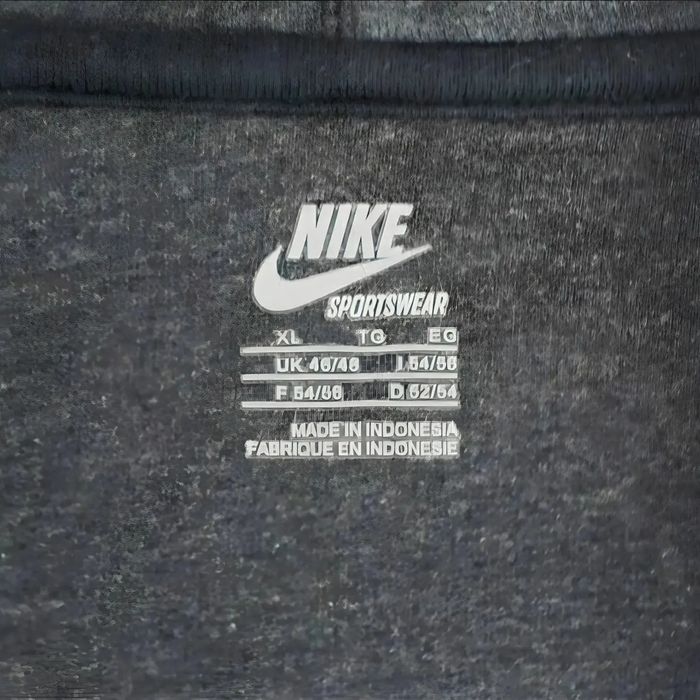 NIKE
SPORTSWEAR
XL TG EG
UK 46/48 I 54/56
F 54/56 D 52/54
MADE IN INDONESIA
FABRIQUE EN INDONESIE